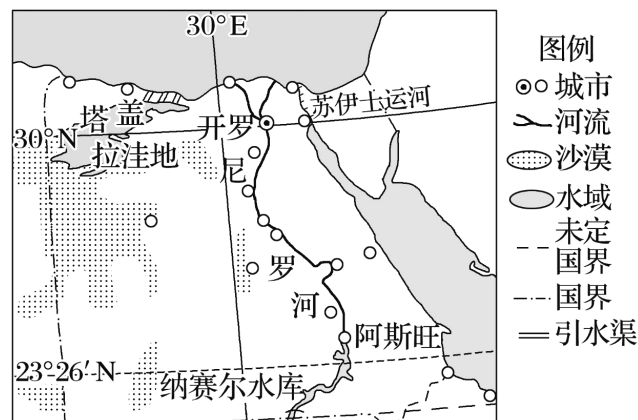 30°E
苏伊士运河
塔 盖
拉洼地
开罗
30°N
尼
罗
河
阿斯旺
23°26′N
纳赛尔水库
图例
城市
河流
沙漠
水域
未定
国界
国界
引水渠